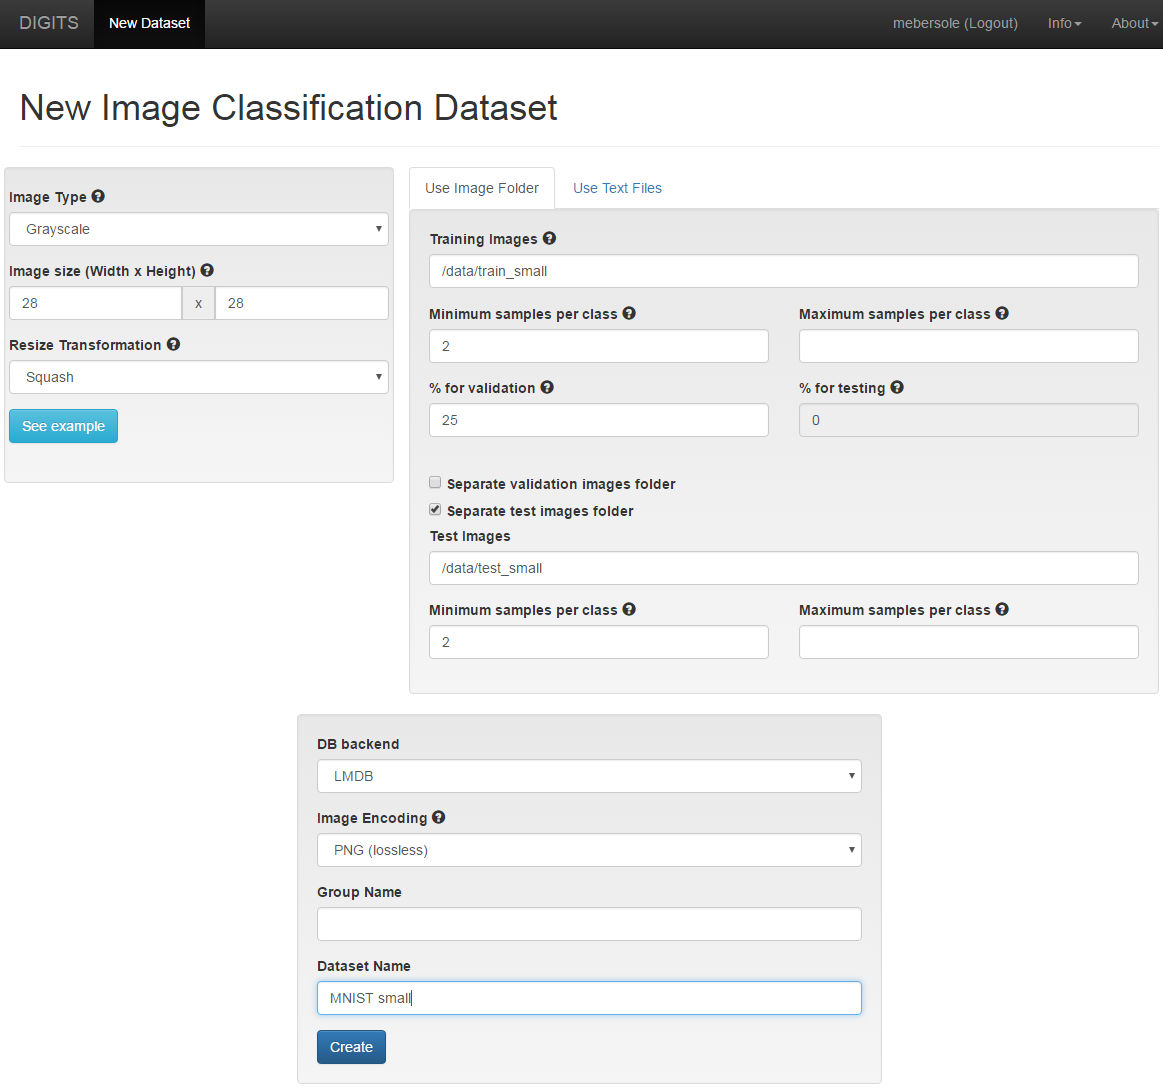 DIGITS New Dataset mebersole (Logout) Info About
New Image Classification Dataset
Image Type
Grayscale
Image size (Width x Height)
28 x 28
Resize Transformation
Squash
See example
Use Image Folder Use Text Files
Training Images
/data/train_small
Minimum samples per class Maximum samples per class
2
% for validation % for testing
25 0
Separate validation images folder
Separate test images folder
Test Images
/data/test_small
Minimum samples per class Maximum samples per class
2
DB backend
LMDB
Image Encoding
PNG (lossless)
Group Name
Dataset Name
MNIST small
Create